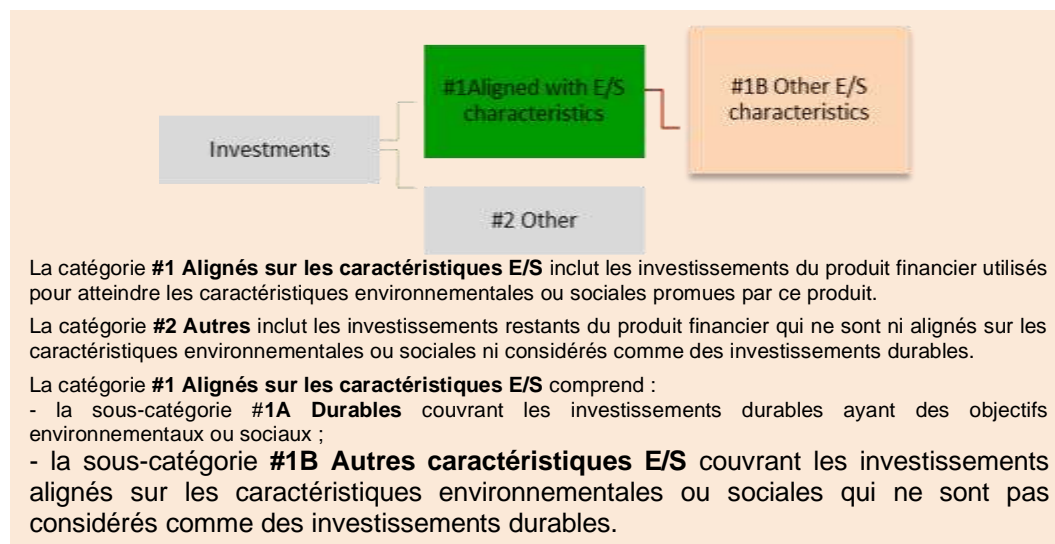 #1Aligned with E/S
characteristics
#1B Other E/S
characteristics
Investments
#2 Other
La catégorie #1 Alignés sur les caractéristiques E/S inclut les investissements du produit financier utilisés
pour atteindre les caractéristiques environnementales ou sociales promues par ce produit.
La catégorie #2 Autres inclut les investissements restants du produit financier qui ne sont ni alignés sur les
caractéristiques environnementales ou sociales ni considérés comme des investissements durables.
La catégorie #1 Alignés sur les caractéristiques E/S comprend :
- la sous-catégorie #1A Durables couvrant les investissements durables ayant des objectifs
environnementaux ou sociaux ;
- la sous-catégorie #1B Autres caractéristiques E/S couvrant les investissements
alignés sur les caractéristiques environnementales ou sociales qui ne sont pas
considérés comme des investissements durables.